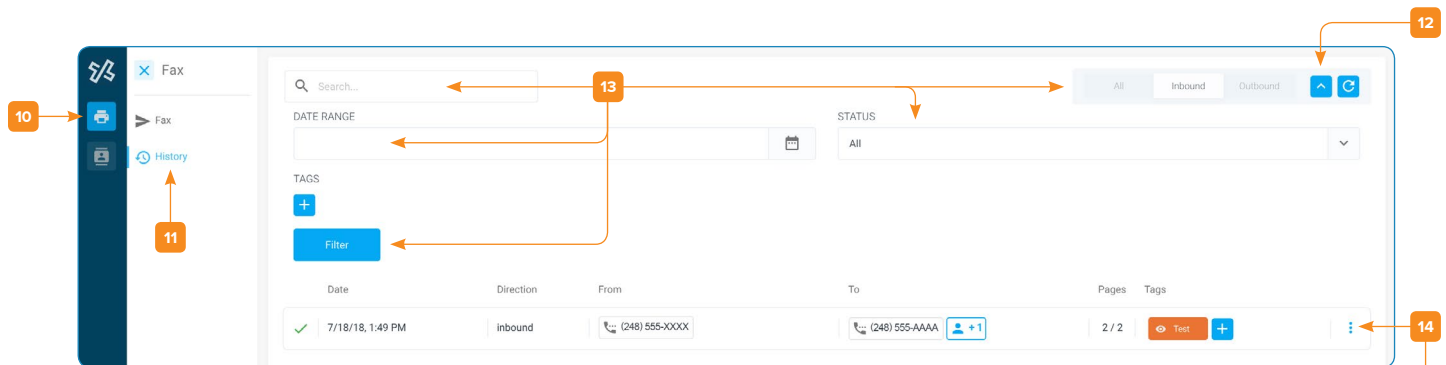 12
Fax
Search...
13
All Inbound Outbound
10
Fax
DATE RANGE
STATUS
All
History
TAGS
11
Filter
Date Direction From To Pages Tags
7/18/18, 1:49 PM inbound (248) 555-XXXX (248) 555-AAAA +1 2 / 2 Test
14